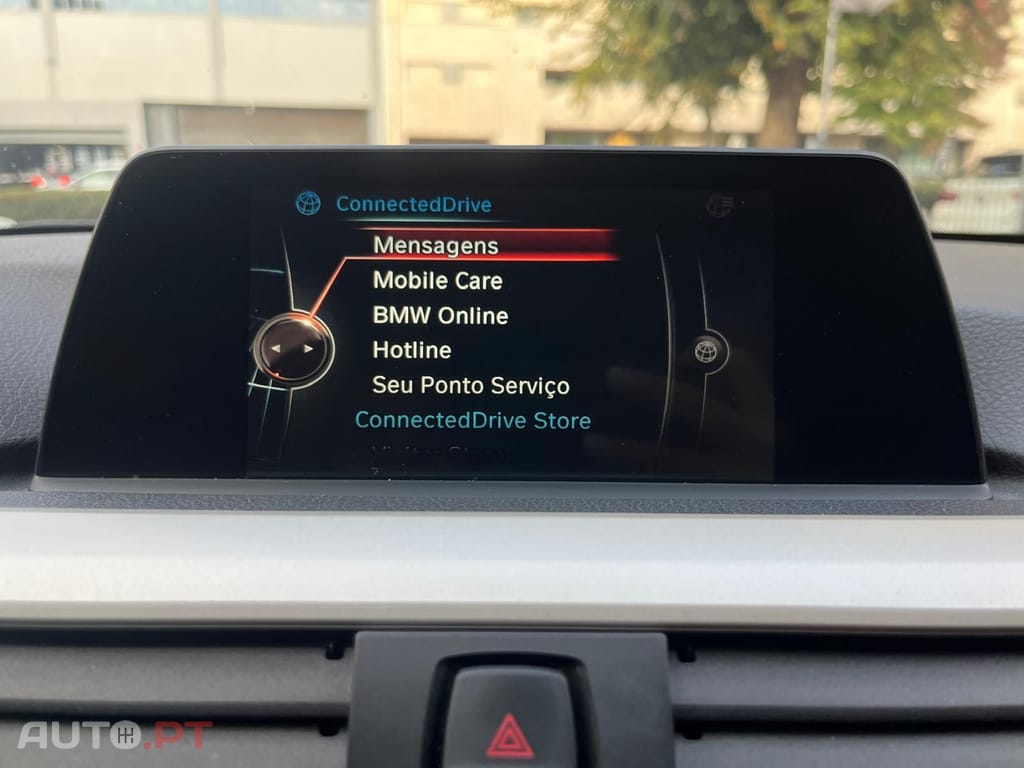 ConnectedDrive
Mensagens
Mobile Care
BMW Online
Hotline
Seu Ponto Serviço
ConnectedDrive Store
AUTO.PT